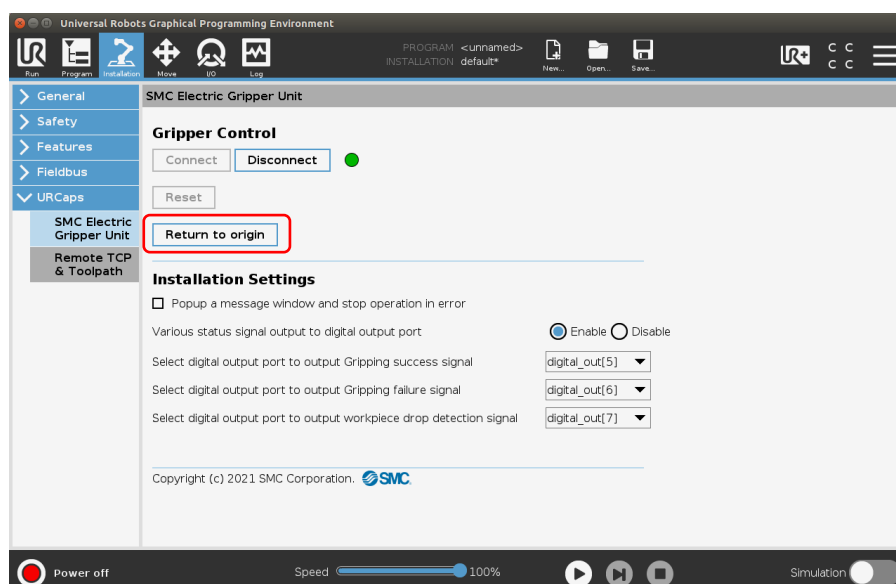 Universal Robots Graphical Programming Environment
PROGRAM <unnamed>
INSTALLATION default*
Run Program Installation Move I/O Log New... Open... Save...
UR+
C C
C C
General
SMC Electric Gripper Unit
Safety
Features
Fieldbus
URCaps
SMC Electric
Gripper Unit
Remote TCP
& Toolpath
Gripper Control
Connect Disconnect
Reset
Return to origin
Installation Settings
Popup a message window and stop operation in error
Various status signal output to digital output port Enable Disable
Select digital output port to output Gripping success signal digital_out[5]
Select digital output port to output Gripping failure signal digital_out[6]
Select digital output port to output workpiece drop detection signal digital_out[7]
Copyright (c) 2021 SMC Corporation. SMC.
Power off Speed 100% Simulation